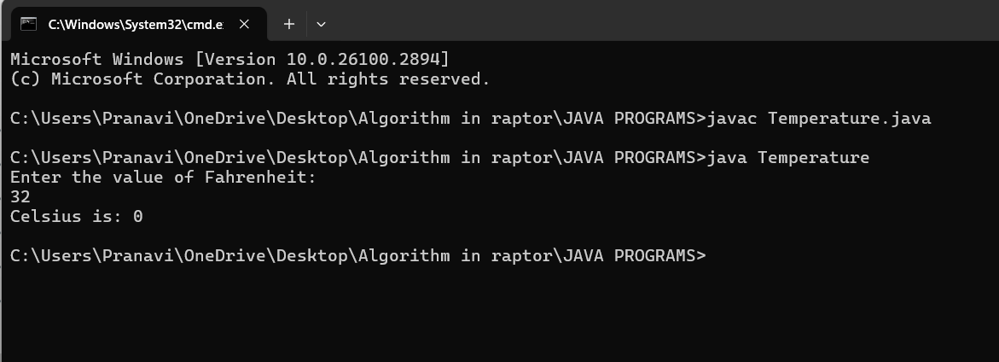 C:\Windows\System32\cmd.e
Microsoft Windows [Version 10.0.26100.2894]
(c) Microsoft Corporation. All rights reserved.
C:\Users\Pranavi\OneDrive\Desktop\Algorithm in raptor\JAVA PROGRAMS>javac Temperature.java
C:\Users\Pranavi\OneDrive\Desktop\Algorithm in raptor\JAVA PROGRAMS>java Temperature
Enter the value of Fahrenheit:
32
Celsius is: 0
C:\Users\Pranavi\OneDrive\Desktop\Algorithm in raptor\JAVA PROGRAMS>